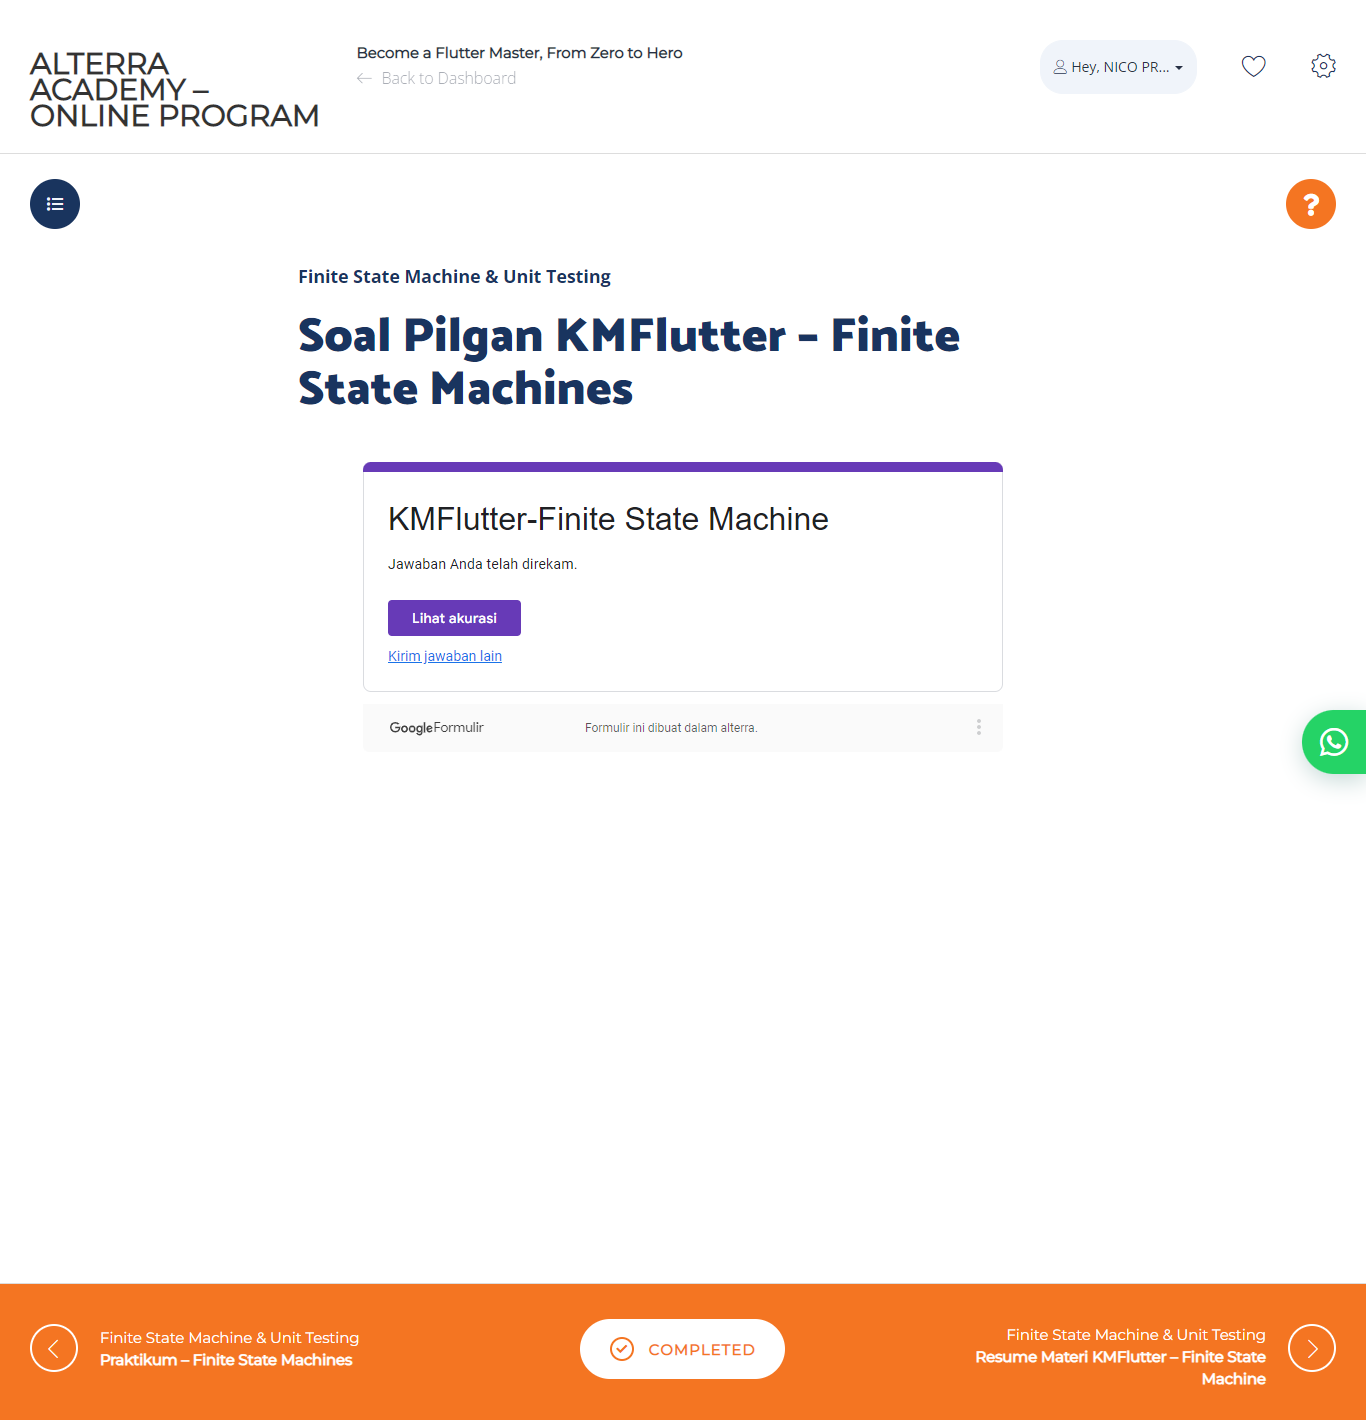 ALTERRA
ACADEMY –
ONLINE PROGRAM
Become a Flutter Master, From Zero to Hero
Back to Dashboard
Hey, NICO PR...
Finite State Machine & Unit Testing
Soal Pilgan KMFlutter – Finite
State Machines
KMFlutter-Finite State Machine
Jawaban Anda telah direkam.
Lihat akurasi
Kirim jawaban lain
Google Formulir
Formulir ini dibuat dalam alterra.
Finite State Machine & Unit Testing
Praktikum – Finite State Machines
COMPLETED
Finite State Machine & Unit Testing
Resume Materi KMFlutter – Finite State
Machine